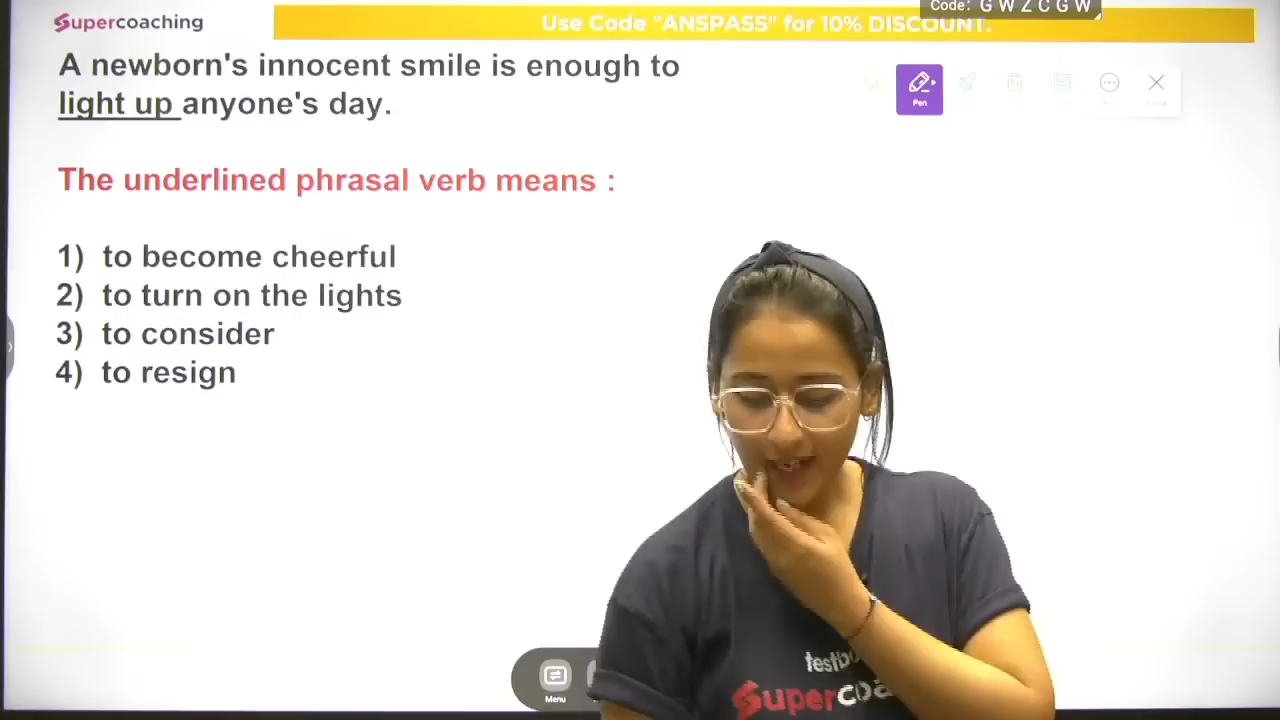 Code: G W Z C G W
Supercoaching
Use Code "ANSPASS" for 10% DISCOUNT.
A newborn's innocent smile is enough to
light up anyone's day.
Pen
The underlined phrasal verb means :
1) to become cheerful
2) to turn on the lights
3) to consider
4) to resign
Menu
Supercoa